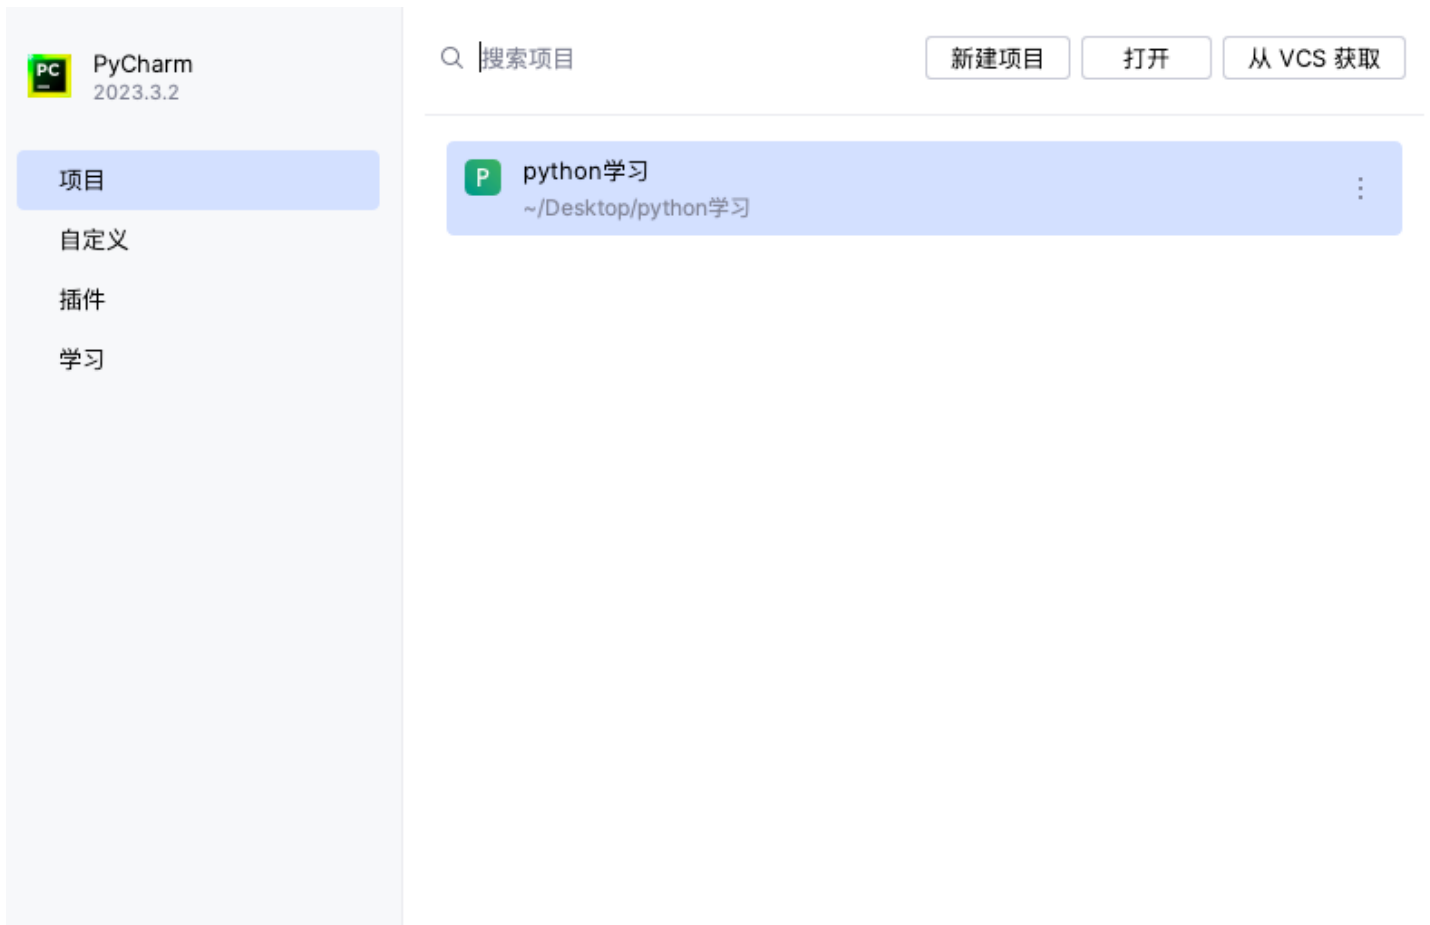 PC
PyCharm
2023.3.2
项目
自定义
插件
学习
搜索项目
新建项目
打开
从 VCS 获取
P
python学习
~/Desktop/python学习